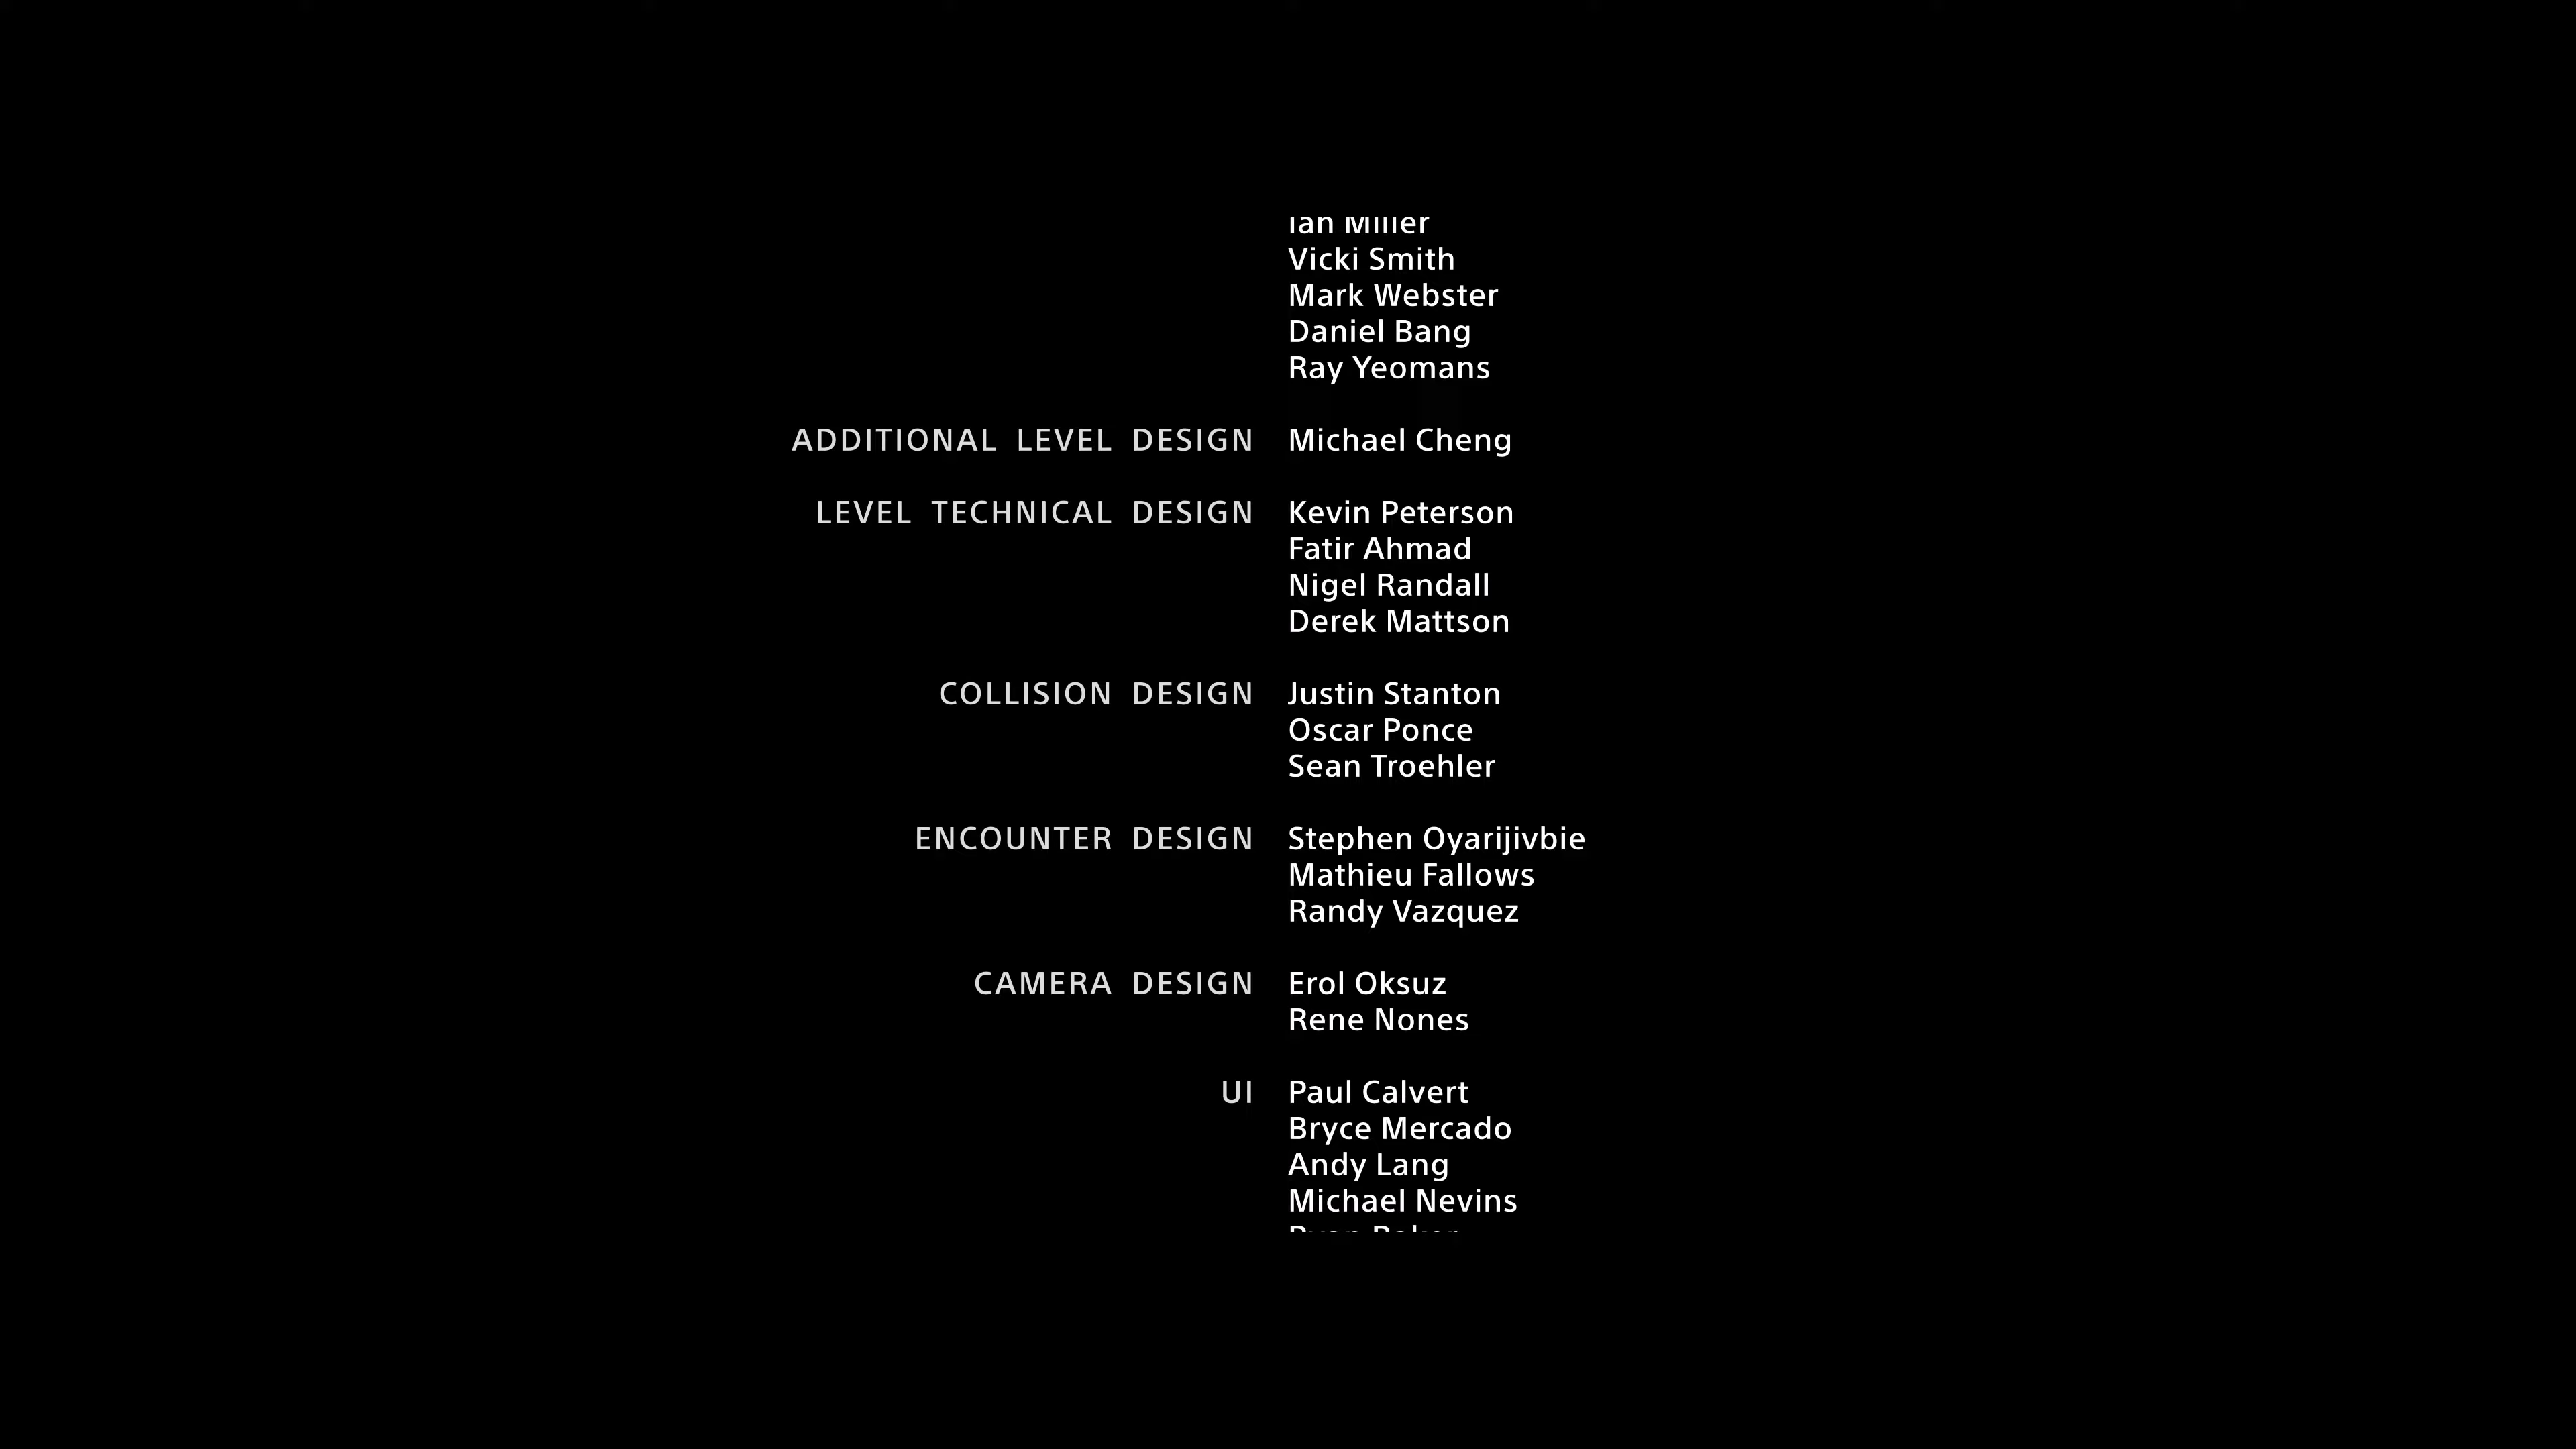 Ian Miller
Vicki Smith
Mark Webster
Daniel Bang
Ray Yeomans
ADDITIONAL LEVEL DESIGN Michael Cheng
LEVEL TECHNICAL DESIGN Kevin Peterson
Fatir Ahmad
Nigel Randall
Derek Mattson
COLLISION DESIGN Justin Stanton
Oscar Ponce
Sean Troehler
ENCOUNTER DESIGN Stephen Oyarijivbie
Mathieu Fallows
Randy Vazquez
CAMERA DESIGN Erol Oksuz
Rene Nones
UI Paul Calvert
Bryce Mercado
Andy Lang
Michael Nevins